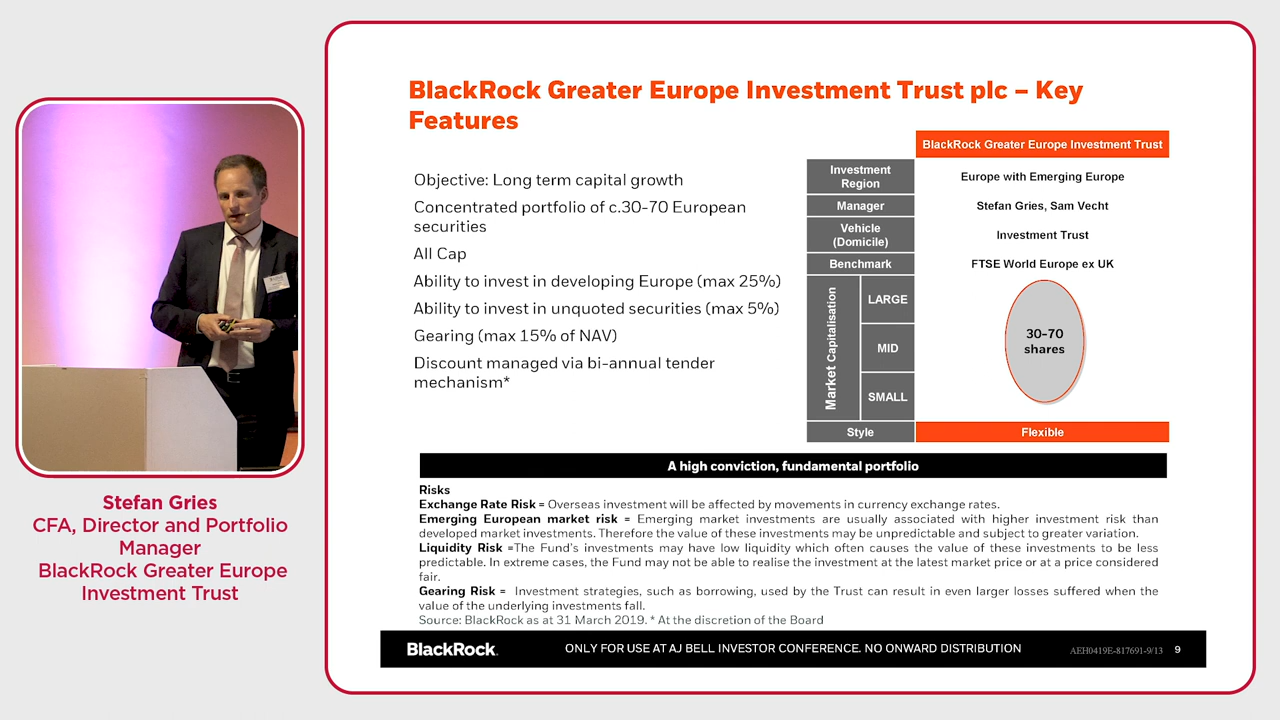 Stefan Gries
CFA, Director and Portfolio
Manager
BlackRock Greater Europe
Investment Trust
BlackRock Greater Europe Investment Trust plc – Key
Features
Objective: Long term capital growth
Concentrated portfolio of c.30-70 European
securities
All Cap
Ability to invest in developing Europe (max 25%)
Ability to invest in unquoted securities (max 5%)
Gearing (max 15% of NAV)
Discount managed via bi-annual tender
mechanism*
BlackRock Greater Europe Investment Trust
Investment
Region
Europe with Emerging Europe
Manager
Stefan Gries, Sam Vecht
Vehicle
(Domicile)
Investment Trust
Benchmark
FTSE World Europe ex UK
Market Capitalisation
LARGE
MID
SMALL
30-70
shares
Style
Flexible
A high conviction, fundamental portfolio
Risks
Exchange Rate Risk = Overseas investment will be affected by movements in currency exchange rates.
Emerging European market risk = Emerging market investments are usually associated with higher investment risk than
developed market investments. Therefore the value of these investments may be unpredictable and subject to greater variation.
Liquidity Risk =The Fund's investments may have low liquidity which often causes the value of these investments to be less
predictable. In extreme cases, the Fund may not be able to realise the investment at the latest market price or at a price considered
fair.
Gearing Risk = Investment strategies, such as borrowing, used by the Trust can result in even larger losses suffered when the
value of the underlying investments fall.
Source: BlackRock as at 31 March 2019. * At the discretion of the Board
BlackRock.
ONLY FOR USE AT AJ BELL INVESTOR CONFERENCE. NO ONWARD DISTRIBUTION
AEH0419E-817691-9/13
9